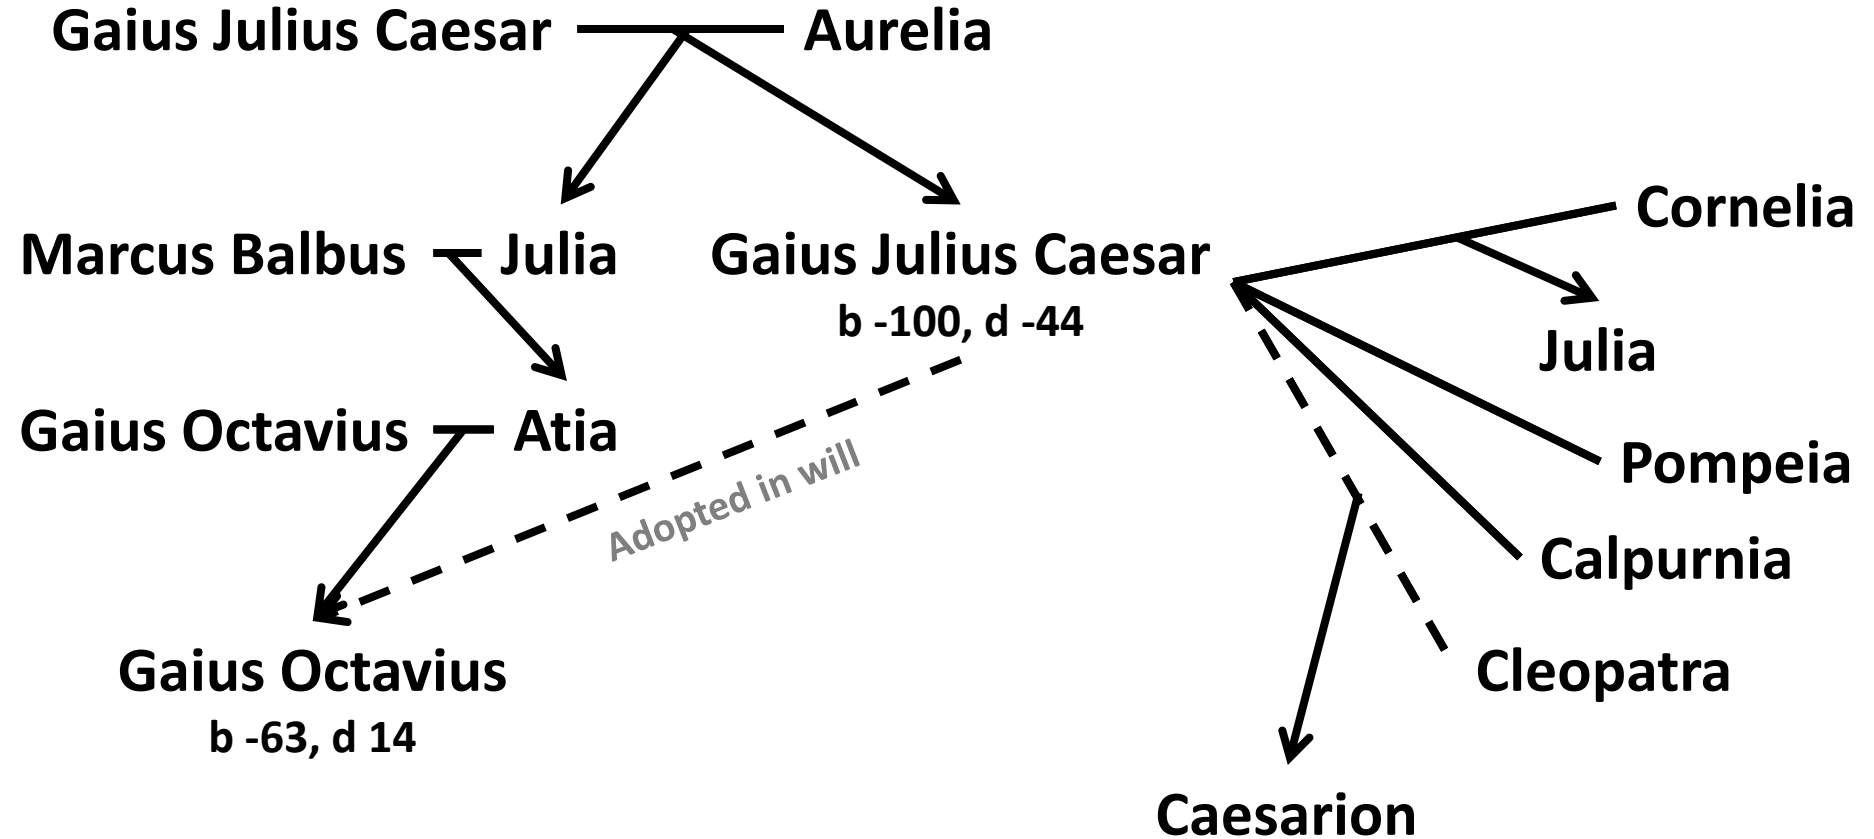 Gaius Julius Caesar
Aurelia
Marcus Balbus
Julia
Gaius Julius Caesar
b -100, d -44
Cornelia
Julia
Gaius Octavius
Atia
Adopted in will
Pompeia
Calpurnia
Cleopatra
Gaius Octavius
b -63, d 14
Caesarion